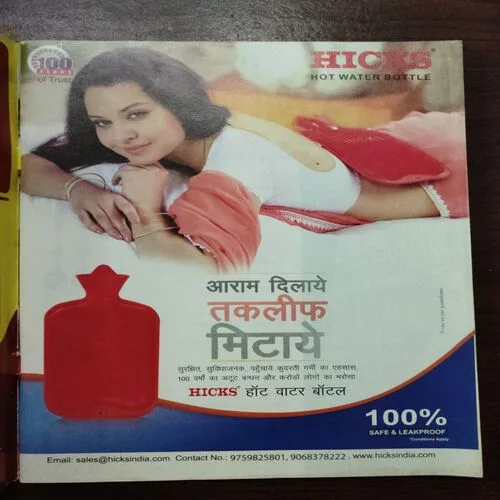 100
YEARS
of Trust
HICKS®
HOT WATER BOTTLE
आराम दिलाये
तकलीफ
मिटाये
सुरक्षित, सुविधाजनक, पहुँचाये कुदरती गर्मी का एहसास,
100 वर्षों का अटूट बन्धन और करोडों लोगों का भरोसा
HICKS® हॉट वाटर बॉटल
100%
SAFE & LEAKPROOF
*Conditions Apply
Email: sales@hicksindia.com Contact No.: 9759825801, 9068378222 , www.hicksindia.com